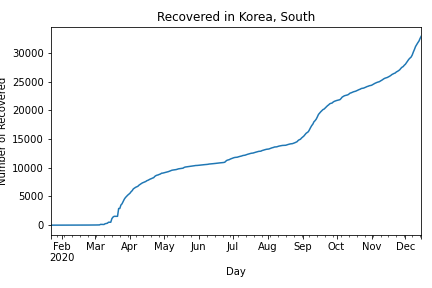 Recovered in Korea, South
Number of Recovered
30000
25000
20000
15000
10000
5000
0
Feb Mar Apr May Jun Jul Aug Sep Oct Nov Dec
2020
Day